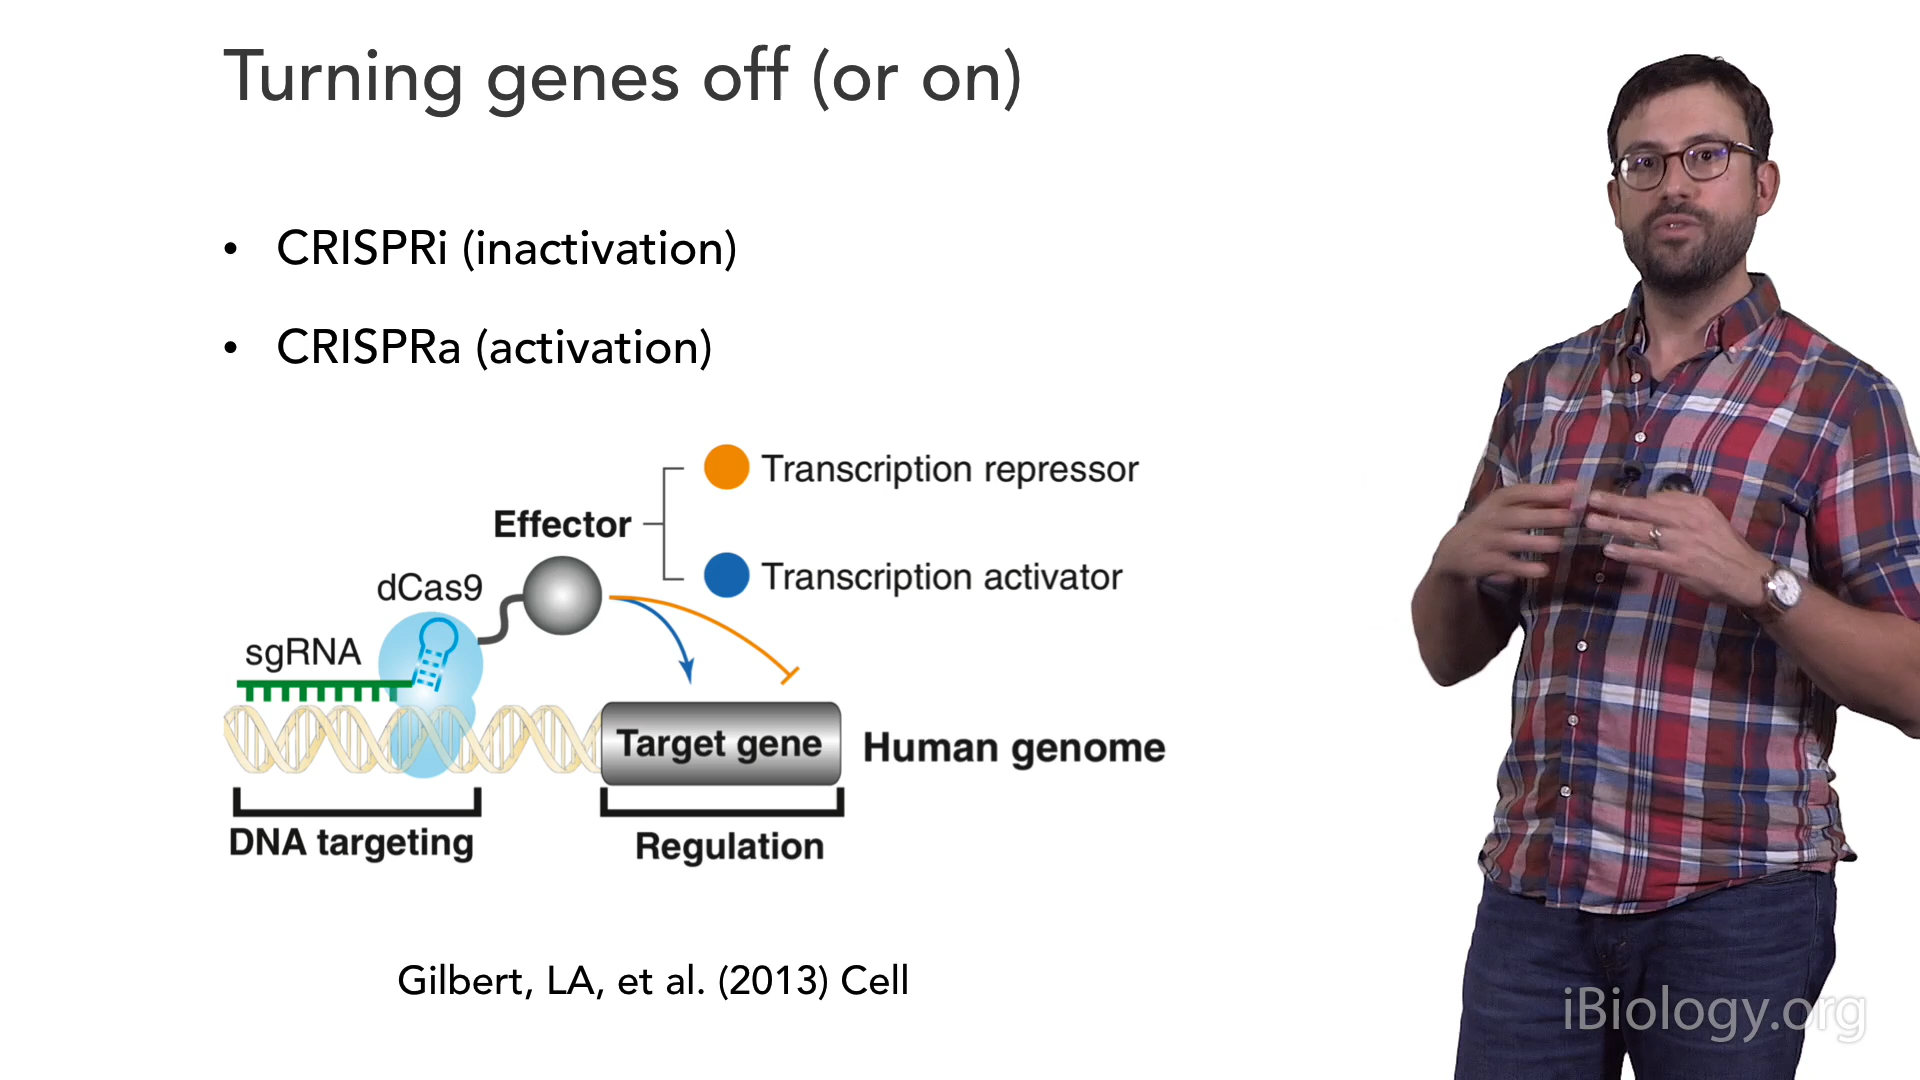 Turning genes off (or on)
• CRISPRi (inactivation)
• CRISPRa (activation)
Transcription repressor
Effector
Transcription activator
dCas9
sgRNA
Target gene
Human genome
DNA targeting
Regulation
Gilbert, LA, et al. (2013) Cell
iBiology.org